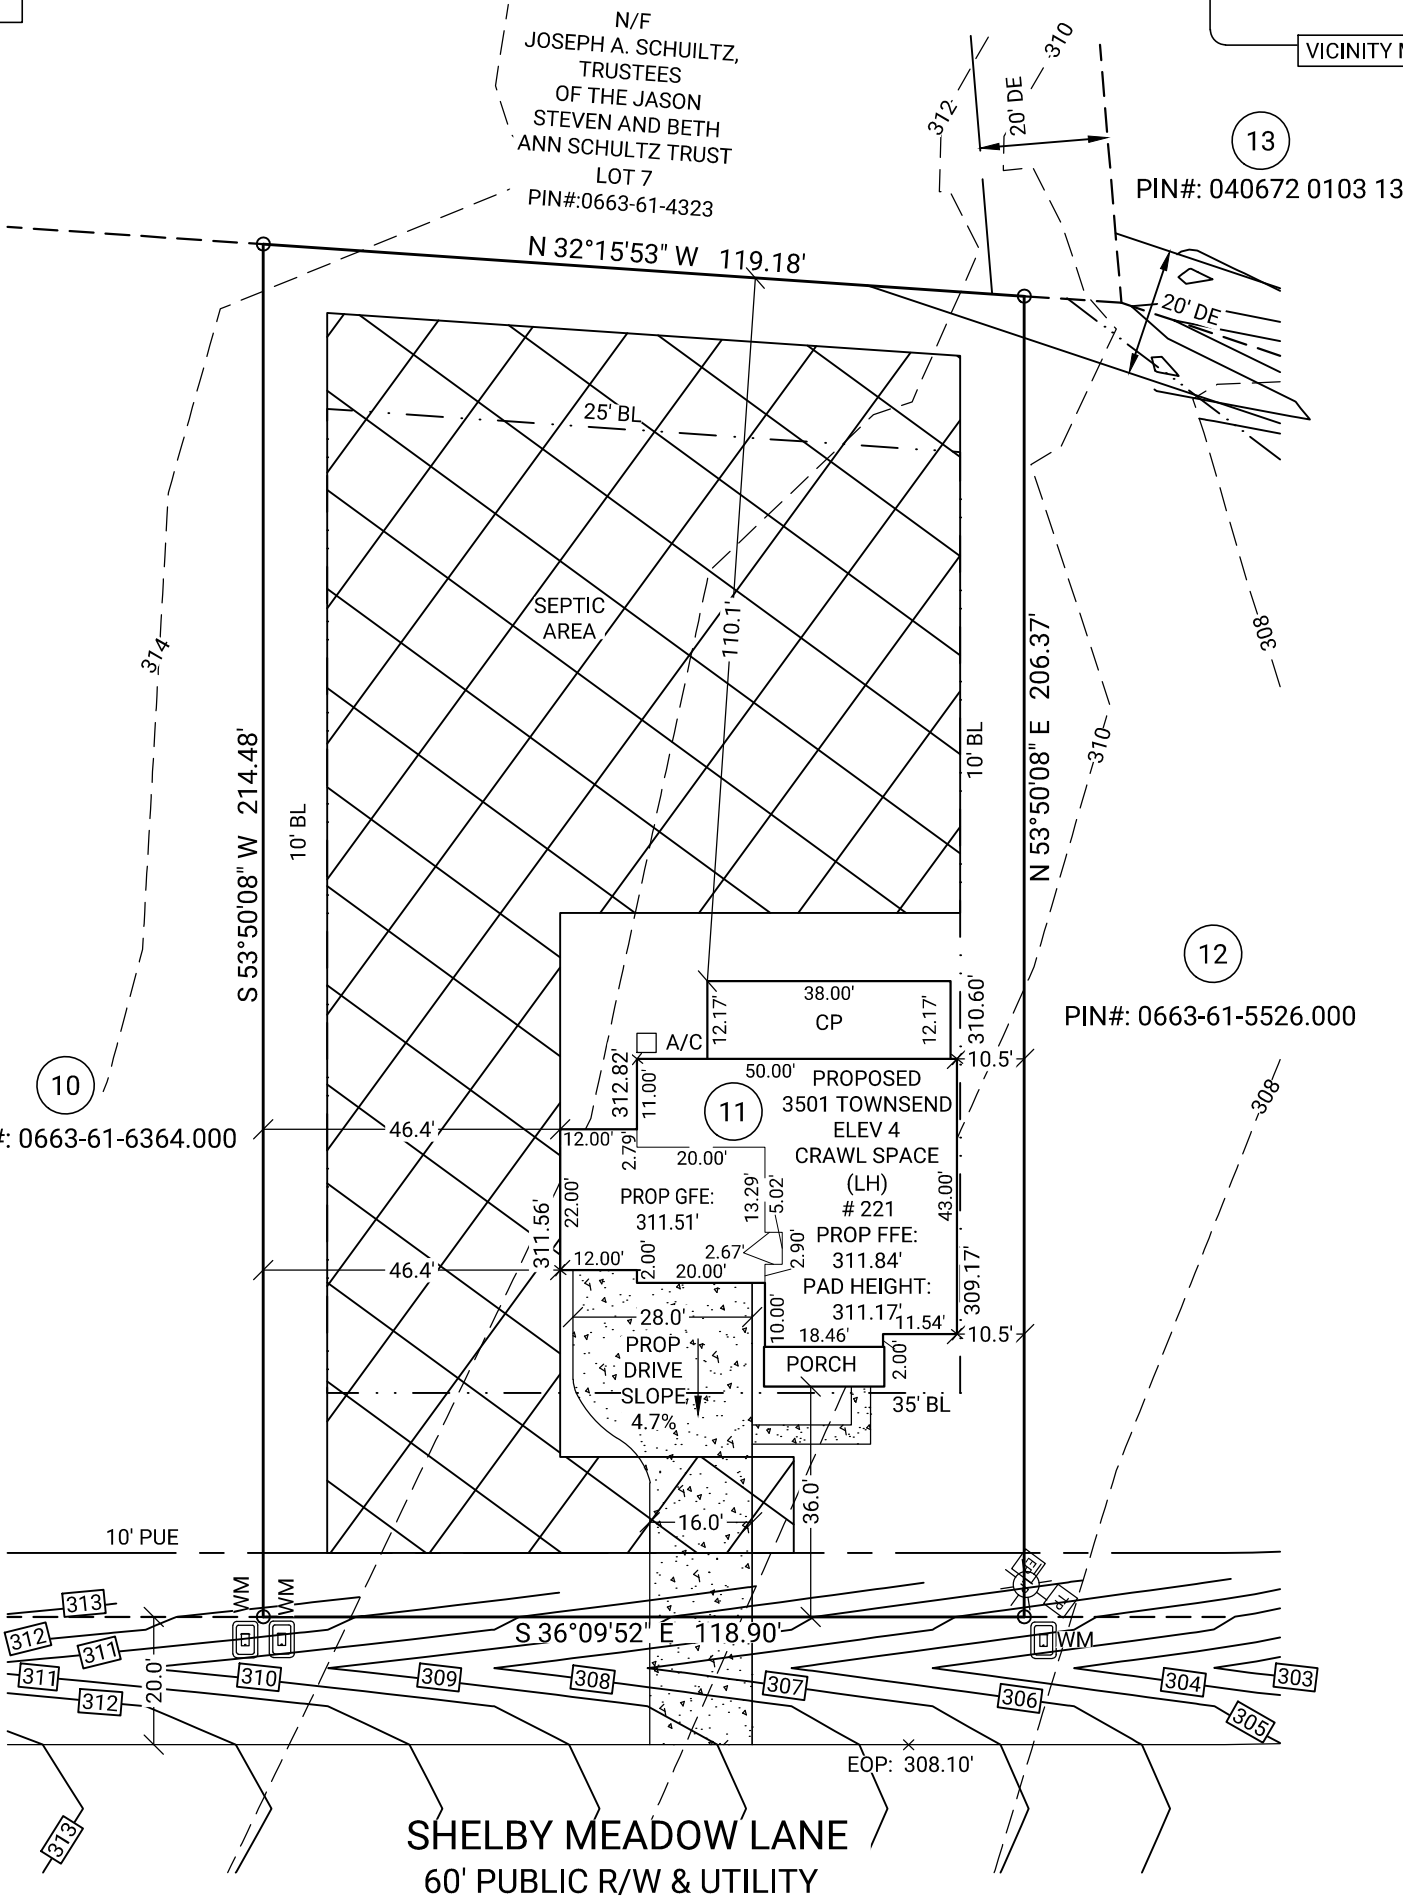 N/F
JOSEPH A. SCHUILTZ,
TRUSTEES
OF THE JASON
STEVEN AND BETH
ANN SCHULTZ TRUST
LOT 7
PIN#:0663-61-4323
310
312
20' DE
VICINITY
13
PIN#: 040672 0103 13
N 32°15'53" W 119.18'
20' DE
25' BL
SEPTIC
AREA
110.1'
314
308
310
S 53°50'08" W 214.48'
10' BL
10' BL
N 53°50'08" E 206.37'
12
PIN#: 0663-61-5526.000
10
#: 0663-61-6364.000
38.00'
CP
12.17'
12.17'
310.60'
A/C
312.82'
11.00'
50.00'
10.5'
11
PROPOSED
3501 TOWNSEND
ELEV 4
CRAWL SPACE
(LH)
# 221
PROP FFE:
311.84'
PAD HEIGHT:
311.17'
46.4'
12.00'
2.79'
20.00'
22.00'
311.56'
PROP GFE:
311.51'
13.29'
5.02'
43.00'
2.67'
2.90'
46.4'
12.00'
2.00'
20.00'
309.17'
28.0'
10.00'
18.46'
11.54'
10.5'
PROP
DRIVE
SLOPE
4.7%
PORCH
2.00'
35' BL
308
36.0'
16.0'
10' PUE
WM
WM
E
WM
313
312
311
S 36°09'52" E 118.90'
311
312
20.0'
310
309
308
307
306
304
303
305
313
EOP: 308.10'
SHELBY MEADOW LANE
60' PUBLIC R/W & UTILITY